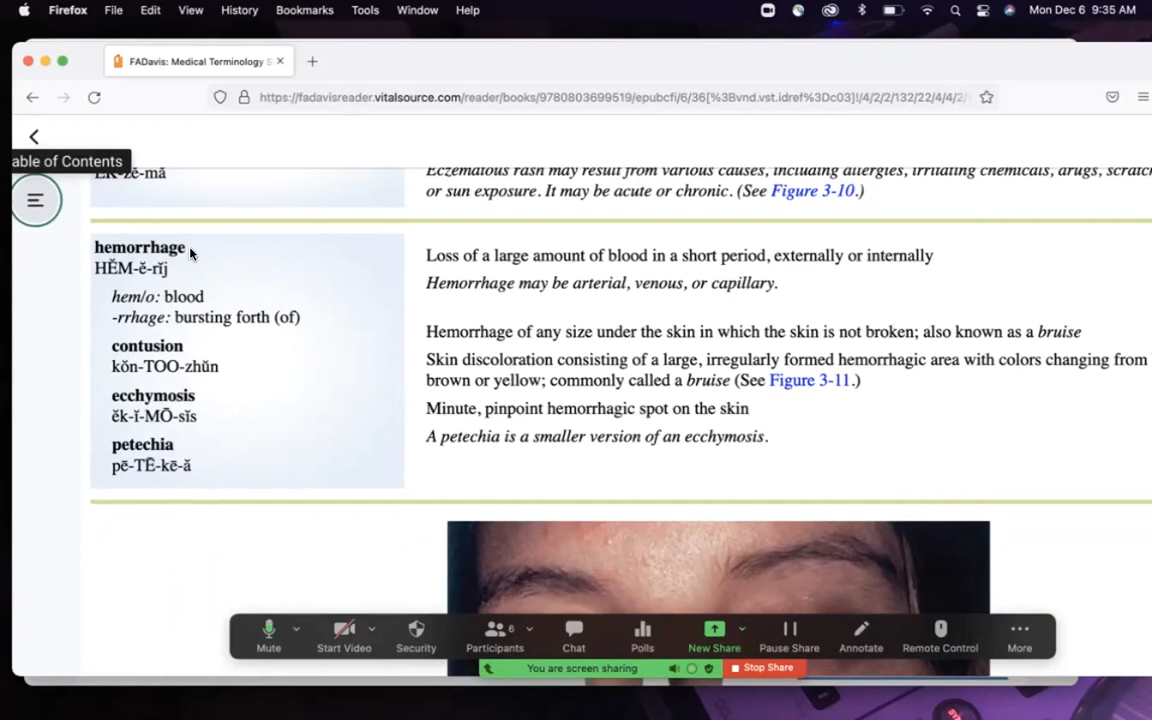 Firefox File Edit View History Bookmarks Tools Window Help Mon Dec 6 9:35 AM
FADavis: Medical Terminology S
https://fadavisreader.vitalsource.com/reader/books/9780803699519/epubcfi/6/36[%3Bvnd.vst.idref%3Dc03]!/4/2/2/132/22/4/4/2/
able of Contents
ĔK-zĕ-mă
Eczematous rash may result from various causes, including allergies, irritating chemicals, drugs, scratch
or sun exposure. It may be acute or chronic. (See Figure 3-10.)
hemorrhage
HĔM-ĕ-rĭj
hem/o: blood
-rrhage: bursting forth (of)
contusion
kŏn-TOO-zhŭn
ecchymosis
ĕk-ĭ-MŌ-sĭs
petechia
pē-TĒ-kē-ă
Loss of a large amount of blood in a short period, externally or internally
Hemorrhage may be arterial, venous, or capillary.
Hemorrhage of any size under the skin in which the skin is not broken; also known as a bruise
Skin discoloration consisting of a large, irregularly formed hemorrhagic area with colors changing from
brown or yellow; commonly called a bruise (See Figure 3-11.)
Minute, pinpoint hemorrhagic spot on the skin
A petechia is a smaller version of an ecchymosis.
6
Mute Start Video Security Participants Chat Polls New Share Pause Share Annotate Remote Control More
You are screen sharing Stop Share